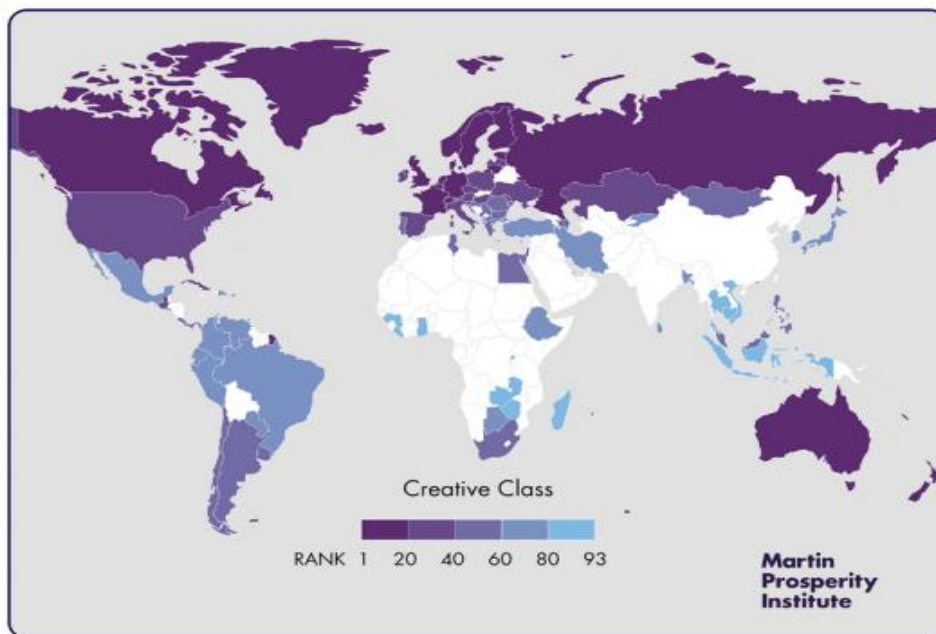 Creative Class
RANK 1 20 40 60 80 93
Martin
Prosperity
Institute